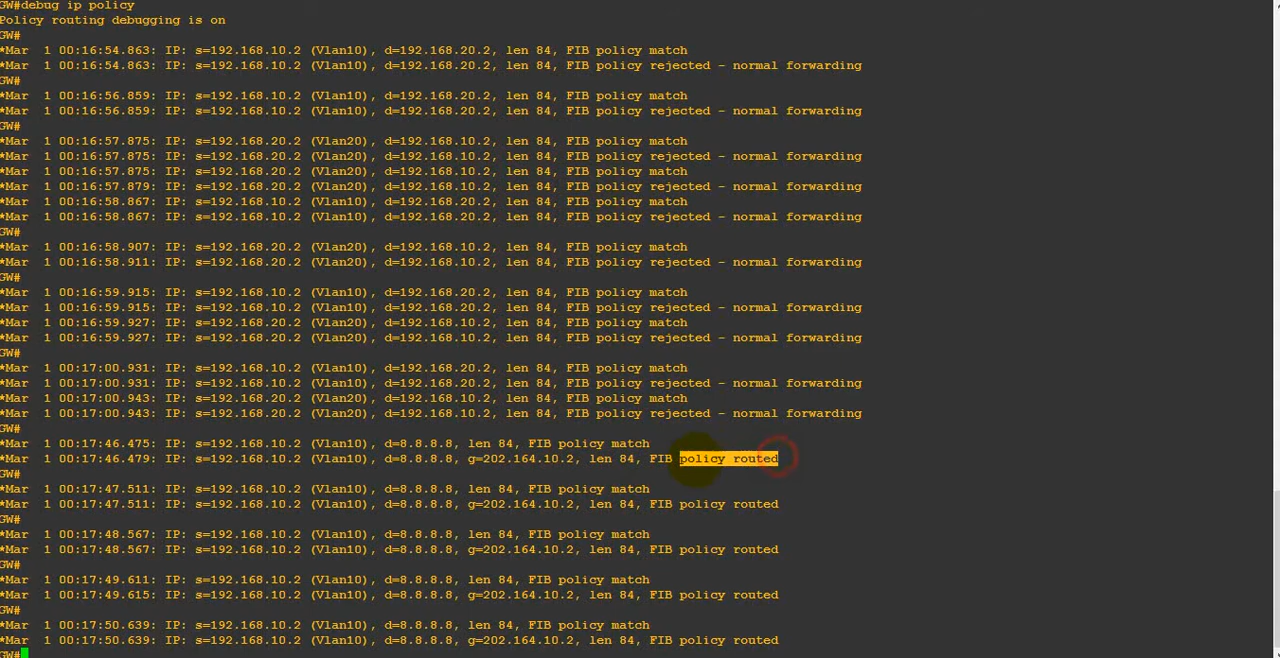 GW#debug ip policy
Policy routing debugging is on
GW#
*Mar  1 00:16:54.863: IP: s=192.168.10.2 (Vlan10), d=192.168.20.2, len 84, FIB policy match
*Mar  1 00:16:54.863: IP: s=192.168.10.2 (Vlan10), d=192.168.20.2, len 84, FIB policy rejected - normal forwarding
GW#
*Mar  1 00:16:56.859: IP: s=192.168.10.2 (Vlan10), d=192.168.20.2, len 84, FIB policy match
*Mar  1 00:16:56.859: IP: s=192.168.10.2 (Vlan10), d=192.168.20.2, len 84, FIB policy rejected - normal forwarding
GW#
*Mar  1 00:16:57.875: IP: s=192.168.20.2 (Vlan20), d=192.168.10.2, len 84, FIB policy match
*Mar  1 00:16:57.875: IP: s=192.168.20.2 (Vlan20), d=192.168.10.2, len 84, FIB policy rejected - normal forwarding
*Mar  1 00:16:57.875: IP: s=192.168.20.2 (Vlan20), d=192.168.10.2, len 84, FIB policy match
*Mar  1 00:16:57.879: IP: s=192.168.20.2 (Vlan20), d=192.168.10.2, len 84, FIB policy rejected - normal forwarding
*Mar  1 00:16:58.867: IP: s=192.168.10.2 (Vlan10), d=192.168.20.2, len 84, FIB policy match
*Mar  1 00:16:58.867: IP: s=192.168.10.2 (Vlan10), d=192.168.20.2, len 84, FIB policy rejected - normal forwarding
GW#
*Mar  1 00:16:58.907: IP: s=192.168.20.2 (Vlan20), d=192.168.10.2, len 84, FIB policy match
*Mar  1 00:16:58.911: IP: s=192.168.20.2 (Vlan20), d=192.168.10.2, len 84, FIB policy rejected - normal forwarding
GW#
*Mar  1 00:16:59.915: IP: s=192.168.10.2 (Vlan10), d=192.168.20.2, len 84, FIB policy match
*Mar  1 00:16:59.915: IP: s=192.168.10.2 (Vlan10), d=192.168.20.2, len 84, FIB policy rejected - normal forwarding
*Mar  1 00:16:59.927: IP: s=192.168.20.2 (Vlan20), d=192.168.10.2, len 84, FIB policy match
*Mar  1 00:16:59.927: IP: s=192.168.20.2 (Vlan20), d=192.168.10.2, len 84, FIB policy rejected - normal forwarding
GW#
*Mar  1 00:17:00.931: IP: s=192.168.10.2 (Vlan10), d=192.168.20.2, len 84, FIB policy match
*Mar  1 00:17:00.931: IP: s=192.168.10.2 (Vlan10), d=192.168.20.2, len 84, FIB policy rejected - normal forwarding
*Mar  1 00:17:00.943: IP: s=192.168.20.2 (Vlan20), d=192.168.10.2, len 84, FIB policy match
*Mar  1 00:17:00.943: IP: s=192.168.20.2 (Vlan20), d=192.168.10.2, len 84, FIB policy rejected - normal forwarding
GW#
*Mar  1 00:17:46.475: IP: s=192.168.10.2 (Vlan10), d=8.8.8.8, len 84, FIB policy match
*Mar  1 00:17:46.479: IP: s=192.168.10.2 (Vlan10), d=8.8.8.8, g=202.164.10.2, len 84, FIB policy routed
GW#
*Mar  1 00:17:47.511: IP: s=192.168.10.2 (Vlan10), d=8.8.8.8, len 84, FIB policy match
*Mar  1 00:17:47.511: IP: s=192.168.10.2 (Vlan10), d=8.8.8.8, g=202.164.10.2, len 84, FIB policy routed
GW#
*Mar  1 00:17:48.567: IP: s=192.168.10.2 (Vlan10), d=8.8.8.8, len 84, FIB policy match
*Mar  1 00:17:48.567: IP: s=192.168.10.2 (Vlan10), d=8.8.8.8, g=202.164.10.2, len 84, FIB policy routed
GW#
*Mar  1 00:17:49.611: IP: s=192.168.10.2 (Vlan10), d=8.8.8.8, len 84, FIB policy match
*Mar  1 00:17:49.615: IP: s=192.168.10.2 (Vlan10), d=8.8.8.8, g=202.164.10.2, len 84, FIB policy routed
GW#
*Mar  1 00:17:50.639: IP: s=192.168.10.2 (Vlan10), d=8.8.8.8, len 84, FIB policy match
*Mar  1 00:17:50.639: IP: s=192.168.10.2 (Vlan10), d=8.8.8.8, g=202.164.10.2, len 84, FIB policy routed
GW#